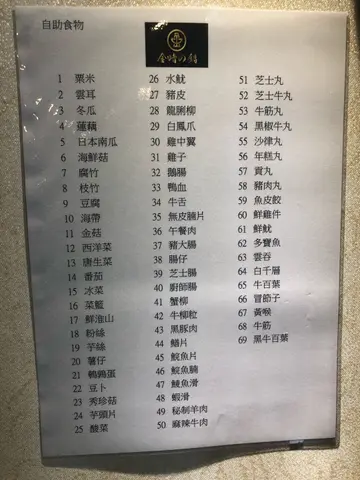 自助食物
金時の鍋
1 粟米
2 雲耳
3 冬瓜
4 蓮藕
5 日本南瓜
6 海鮮菇
7 腐竹
8 枝竹
9 豆腐
10 海帶
11 金菇
12 西洋菜
13 唐生菜
14 番茄
15 冰菜
16 菜籃
17 鮮淮山
18 粉絲
19 芋絲
20 薯仔
21 鵪鶉蛋
22 豆卜
23 秀珍菇
24 芋頭片
25 酸菜
26 水魷
27 豬皮
28 龍脷柳
29 白鳳爪
30 雞中翼
31 雞子
32 鵝腸
33 鴨血
34 牛舌
35 無皮腩片
36 午餐肉
37 豬大腸
38 腸仔
39 芝士腸
40 廚師腸
41 蟹柳
42 牛柳粒
43 黑豚肉
44 鱔片
45 鯇魚片
46 鯇魚腩
47 鯪魚滑
48 蝦滑
49 秘制羊肉
50 麻辣牛肉
51 芝士丸
52 芝士牛丸
53 牛筋丸
54 黑椒牛丸
55 沙律丸
56 年糕丸
57 貢丸
58 豬肉丸
59 魚皮餃
60 鮮雞件
61 鮮魷
62 多寶魚
63 雲吞
64 白千層
65 牛百葉
66 冒節子
67 黃喉
68 牛筋
69 黑牛百葉